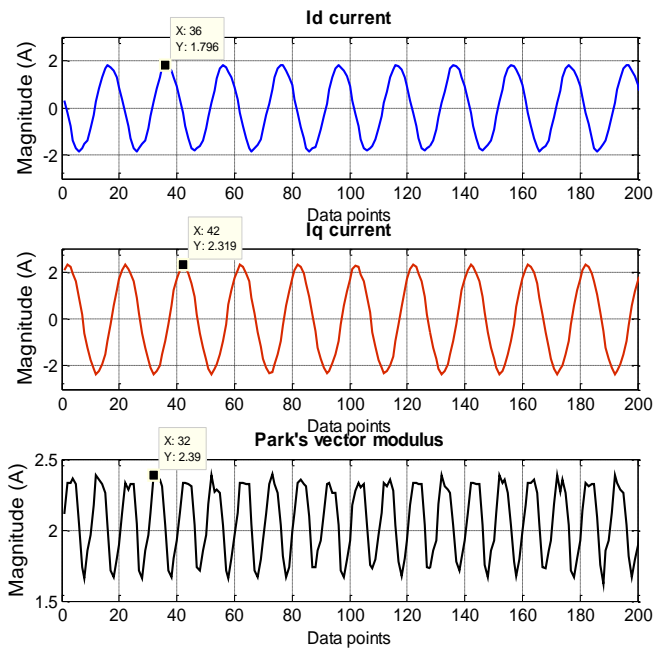 Id current
X: 36
Y: 1.796
Magnitude (A)
2
0
-2
0 20 40 60 80 100 120 140 160 180 200
Data points
X: 42
Y: 2.319
Iq current
Magnitude (A)
2
0
-2
0 20 40 60 80 100 120 140 160 180 200
Data points
X: 32
Y: 2.39
Park's vector modulus
Magnitude (A)
2.5
2
1.5
0 20 40 60 80 100 120 140 160 180 200
Data points